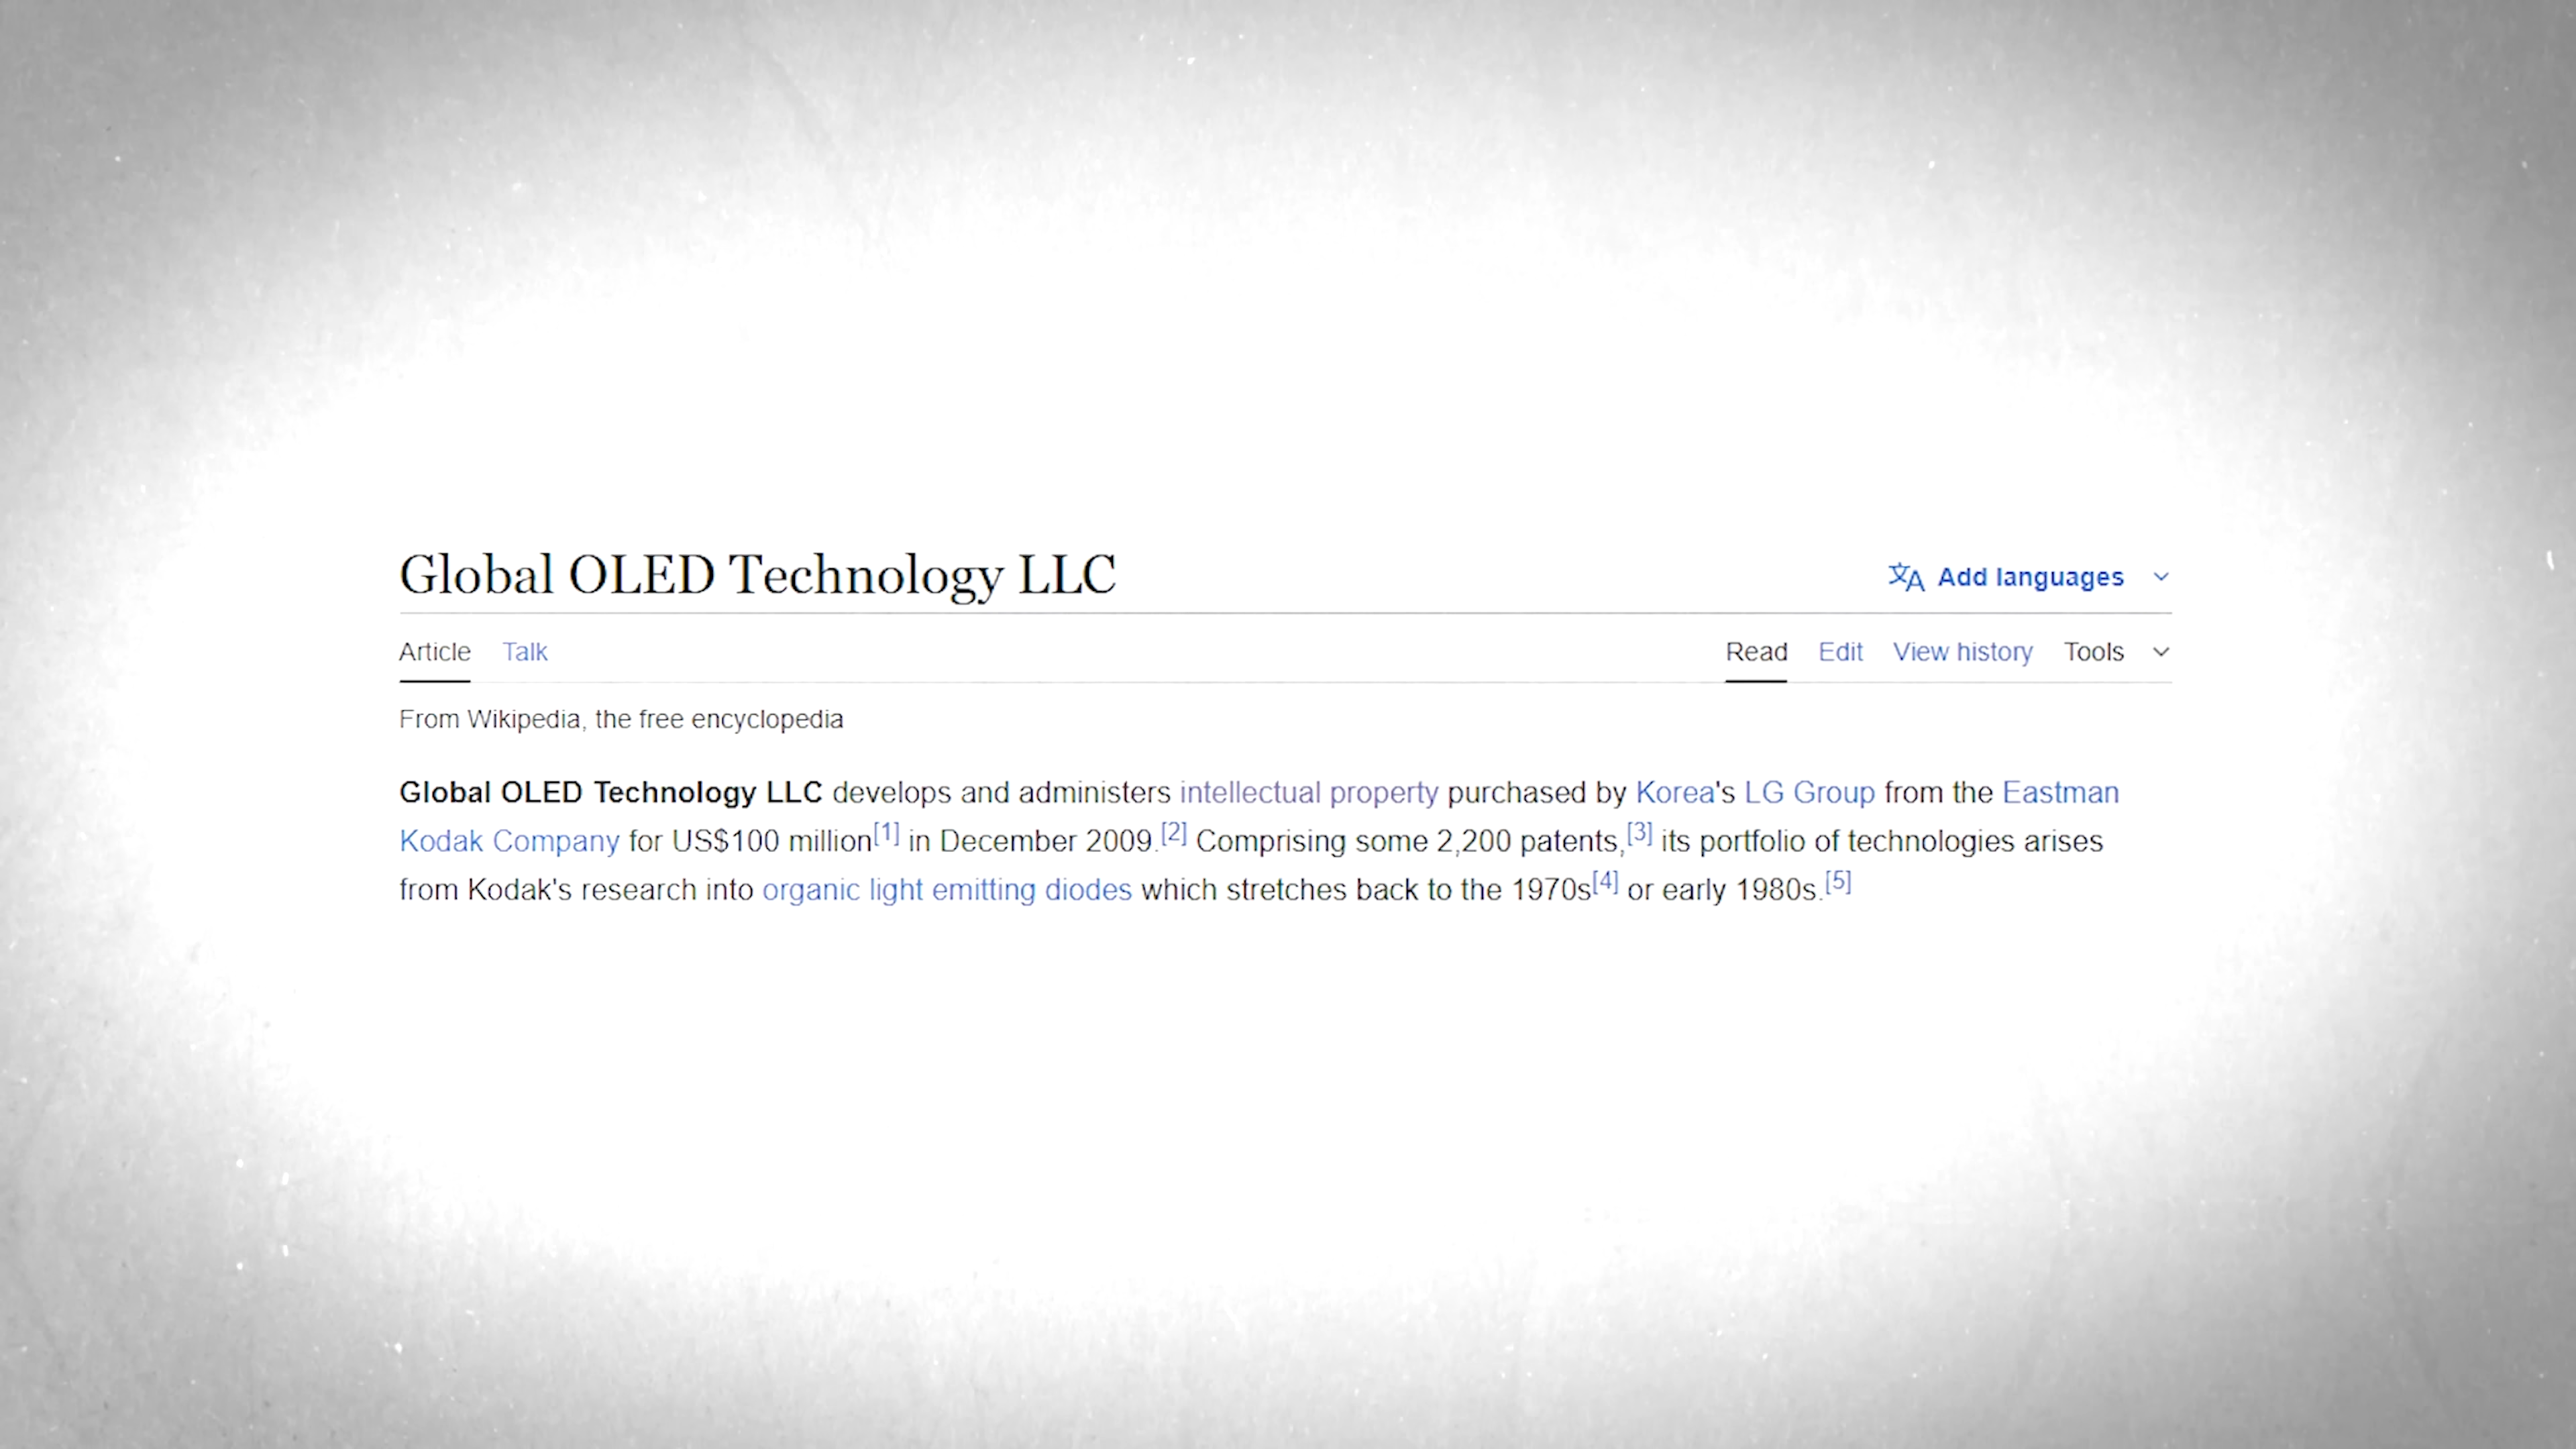 Global OLED Technology LLC
Add languages
Article Talk
Read Edit View history Tools
From Wikipedia, the free encyclopedia
Global OLED Technology LLC develops and administers intellectual property purchased by Korea's LG Group from the Eastman
Kodak Company for US$100 million[1] in December 2009.[2] Comprising some 2,200 patents,[3] its portfolio of technologies arises
from Kodak's research into organic light emitting diodes which stretches back to the 1970s[4] or early 1980s.[5]